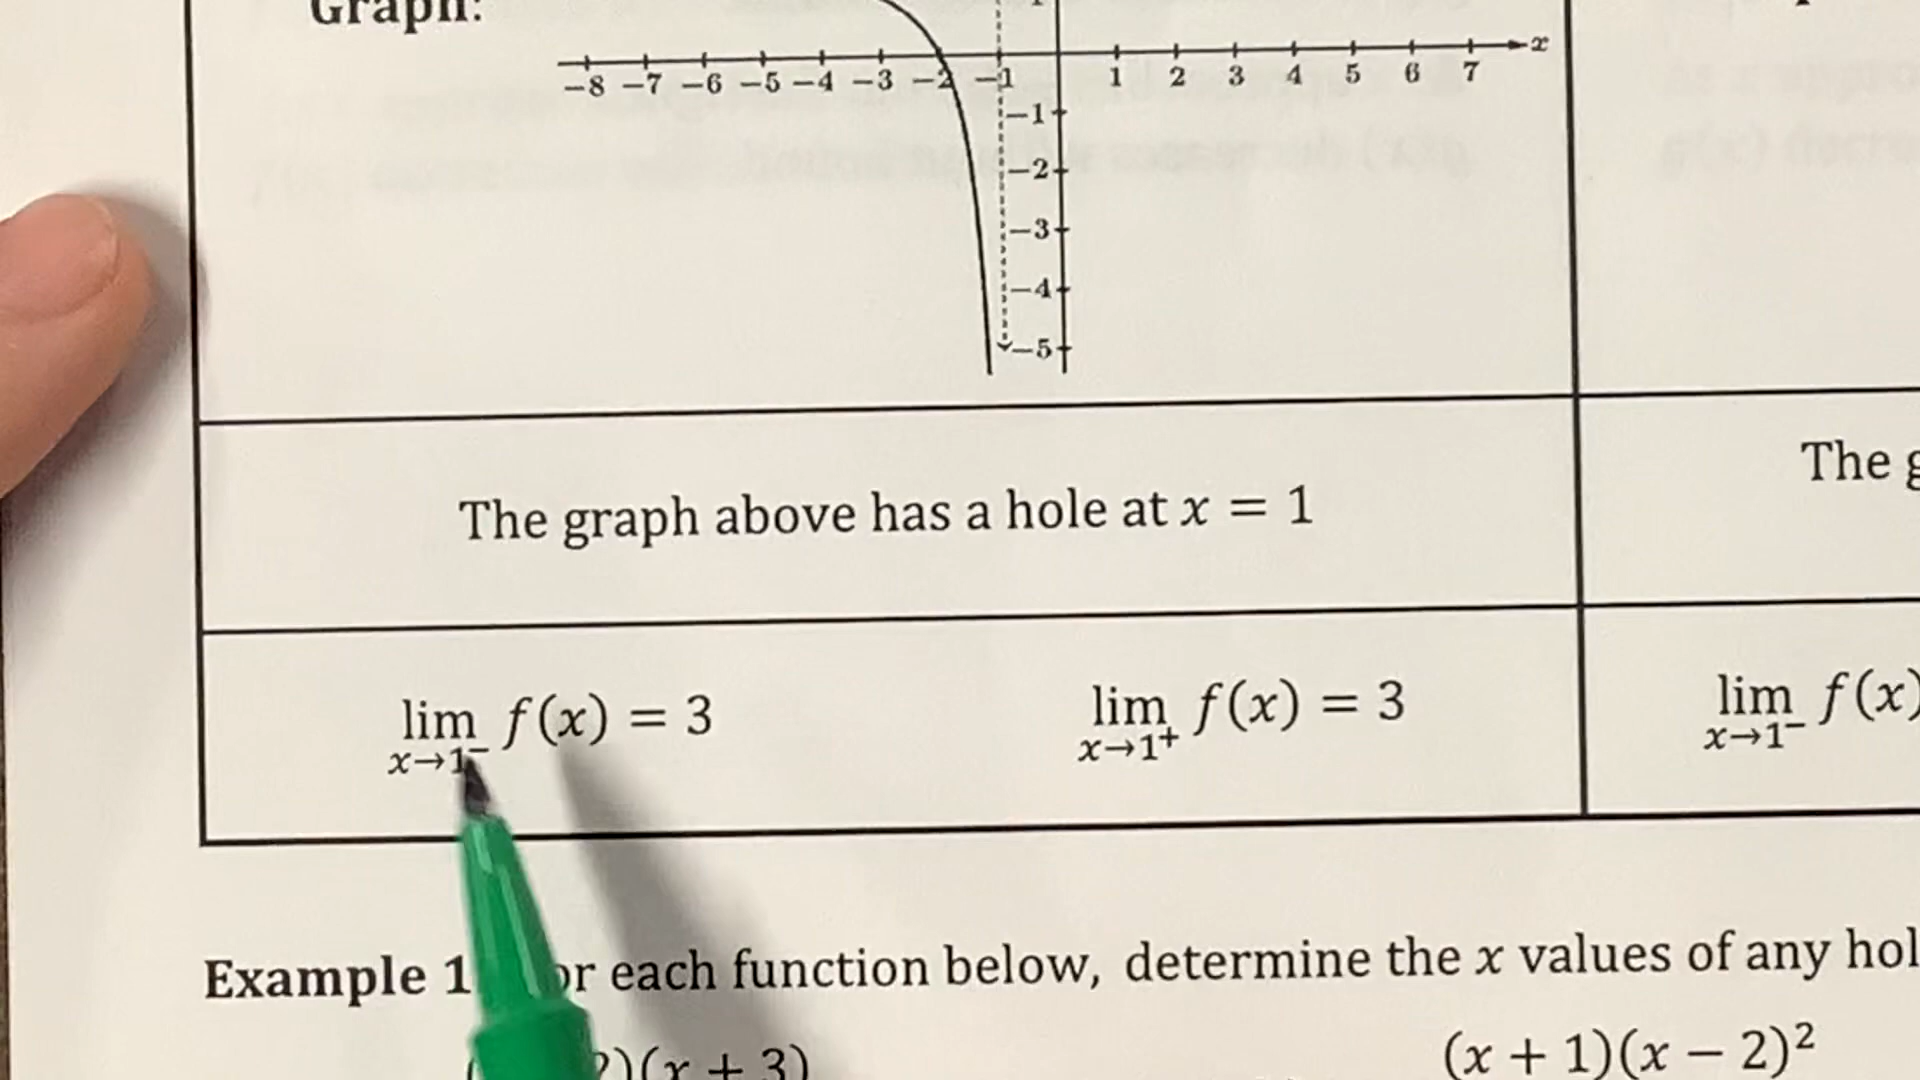 Graph:
x
−8 −7 −6 −5 −4 −3 −2 −1 1 2 3 4 5 6 7
−1
−2
−3
−4
−5
The graph above has a hole at x = 1
The g
lim f(x) = 3
x→1⁻
lim f(x) = 3
x→1⁺
lim f(x)
x→1⁻
Example 1 or each function below, determine the x values of any hol
)(x + 3)
(x + 1)(x − 2)²